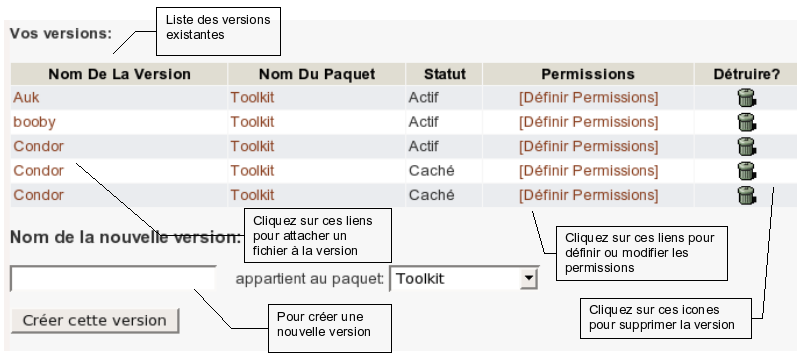 Liste des versions
existantes
Vos versions:
Nom De La Version Nom Du Paquet Statut Permissions Détruire?
Auk Toolkit Actif [Définir Permissions]
booby Toolkit Actif [Définir Permissions]
Condor Toolkit Actif [Définir Permissions]
Condor Toolkit Caché [Définir Permissions]
Condor Toolkit Caché [Définir Permissions]
Cliquez sur ces liens
pour attacher un
fichier à la version
Nom de la nouvelle version:
Cliquez sur ces liens pour
définir ou modifier les
permissions
appartient au paquet: Toolkit
Cliquez sur ces icones
pour supprimer la version
Pour créer une
nouvelle version
Créer cette version